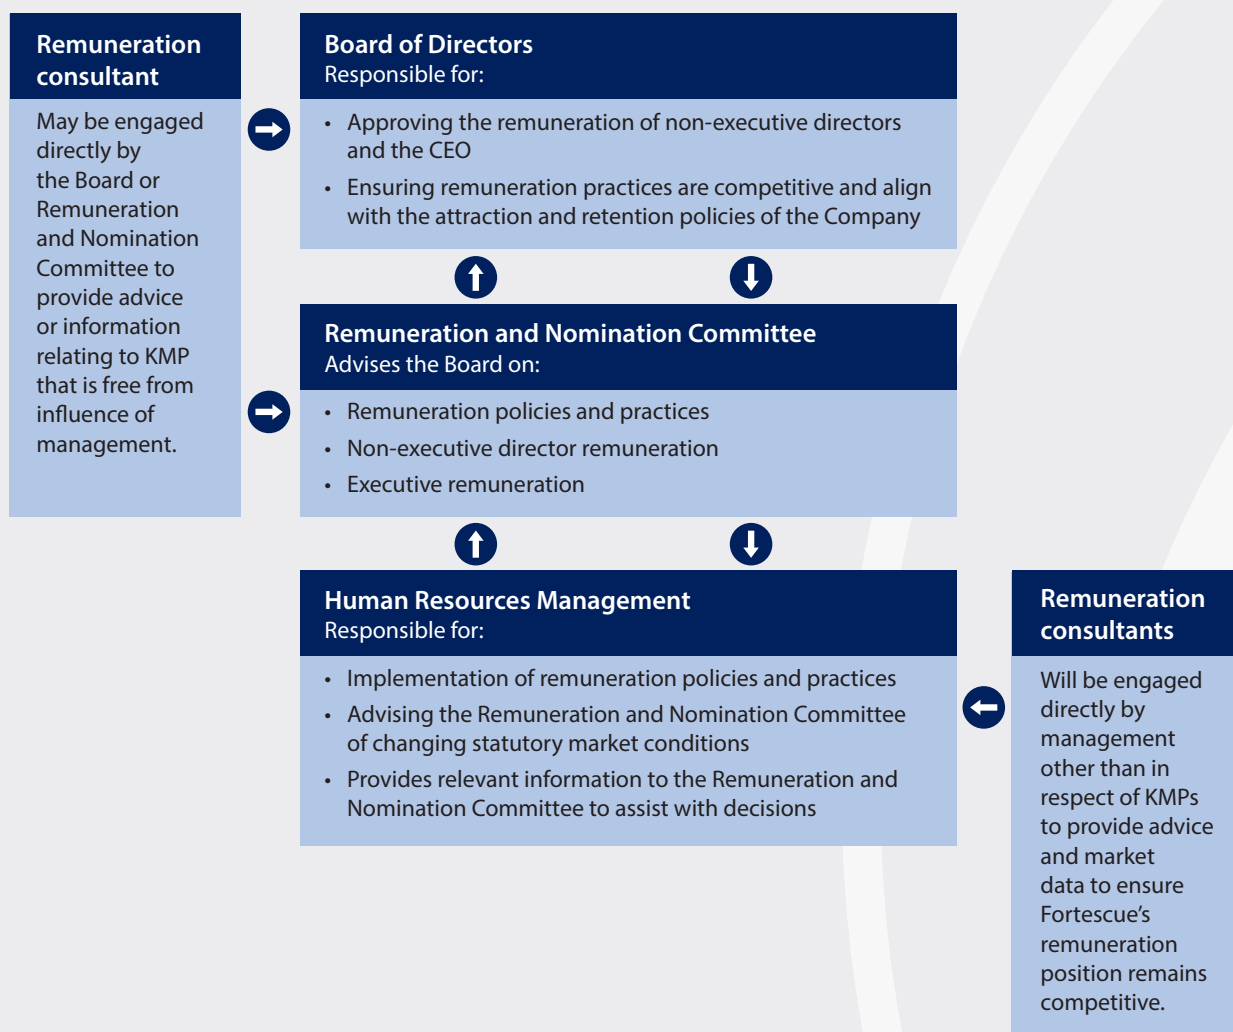 Remuneration
consultant
May be engaged
directly by
the Board or
Remuneration
and Nomination
Committee to
provide advice
or information
relating to KMP
that is free from
influence of
management.
Board of Directors
Responsible for:
• Approving the remuneration of non-executive directors
and the CEO
• Ensuring remuneration practices are competitive and align
with the attraction and retention policies of the Company
Remuneration and Nomination Committee
Advises the Board on:
• Remuneration policies and practices
• Non-executive director remuneration
• Executive remuneration
Human Resources Management
Responsible for:
• Implementation of remuneration policies and practices
• Advising the Remuneration and Nomination Committee
of changing statutory market conditions
• Provides relevant information to the Remuneration and
Nomination Committee to assist with decisions
Remuneration
consultants
Will be engaged
directly by
management
other than in
respect of KMPs
to provide advice
and market
data to ensure
Fortescue’s
remuneration
position remains
competitive.